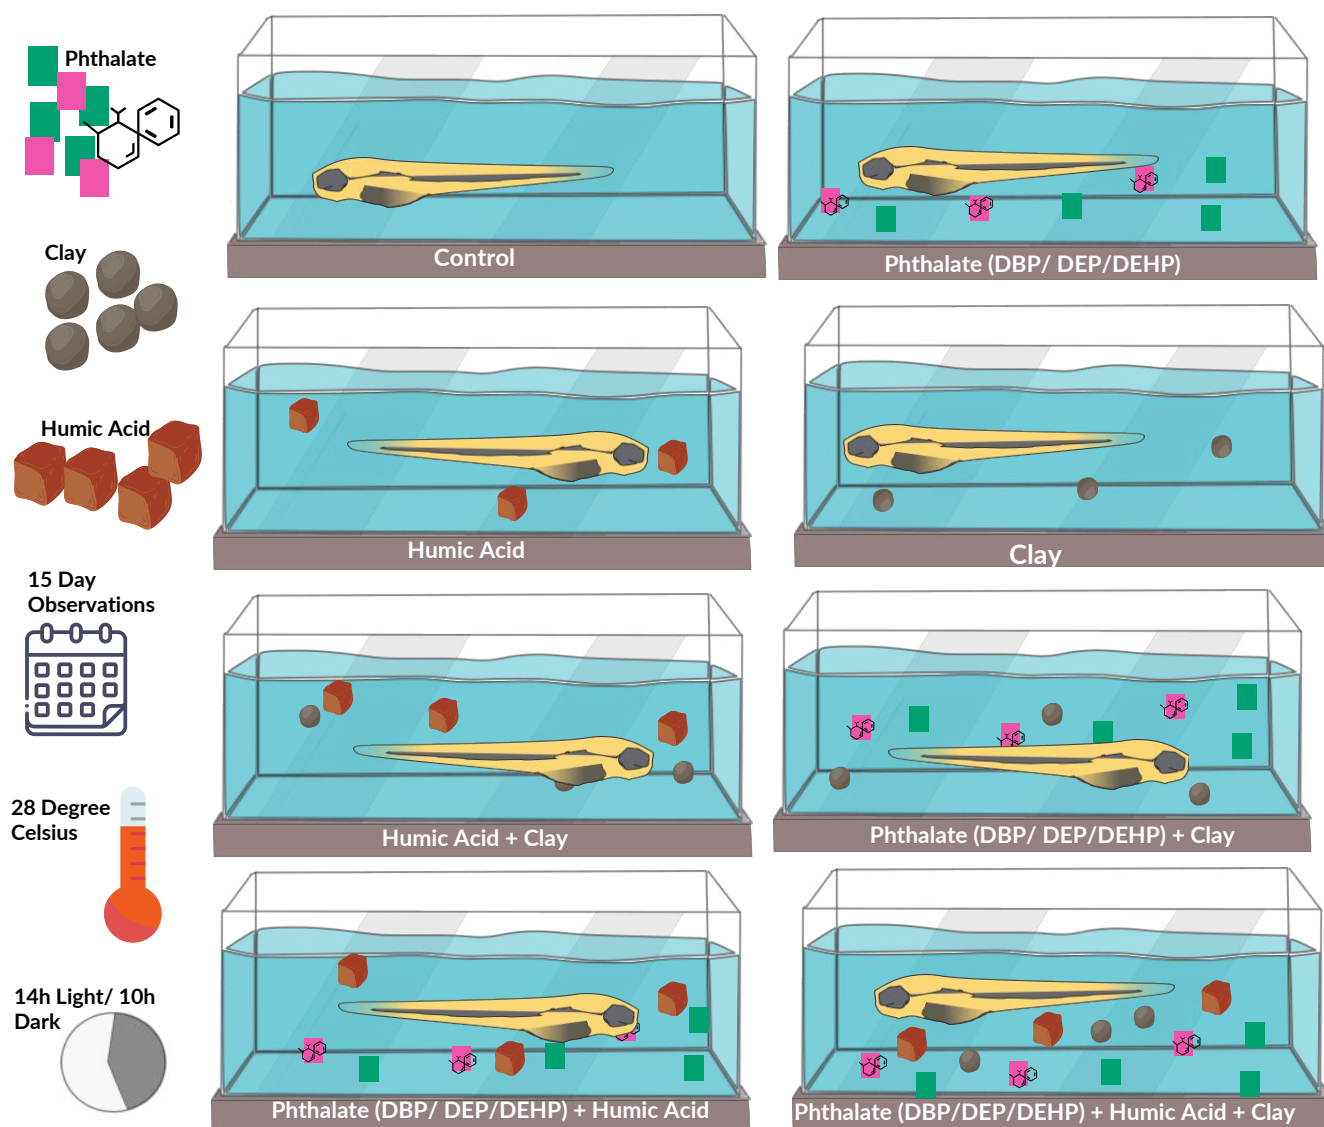 Phthalate
Clay
Humic Acid
15 Day
Observations
28 Degree
Celsius
14h Light/ 10h
Dark
Control
Phthalate (DBP/ DEP/DEHP)
Humic Acid
Clay
Humic Acid + Clay
Phthalate (DBP/ DEP/DEHP) + Clay
Phthalate (DBP/ DEP/DEHP) + Humic Acid
Phthalate (DBP/DEP/DEHP) + Humic Acid + Clay